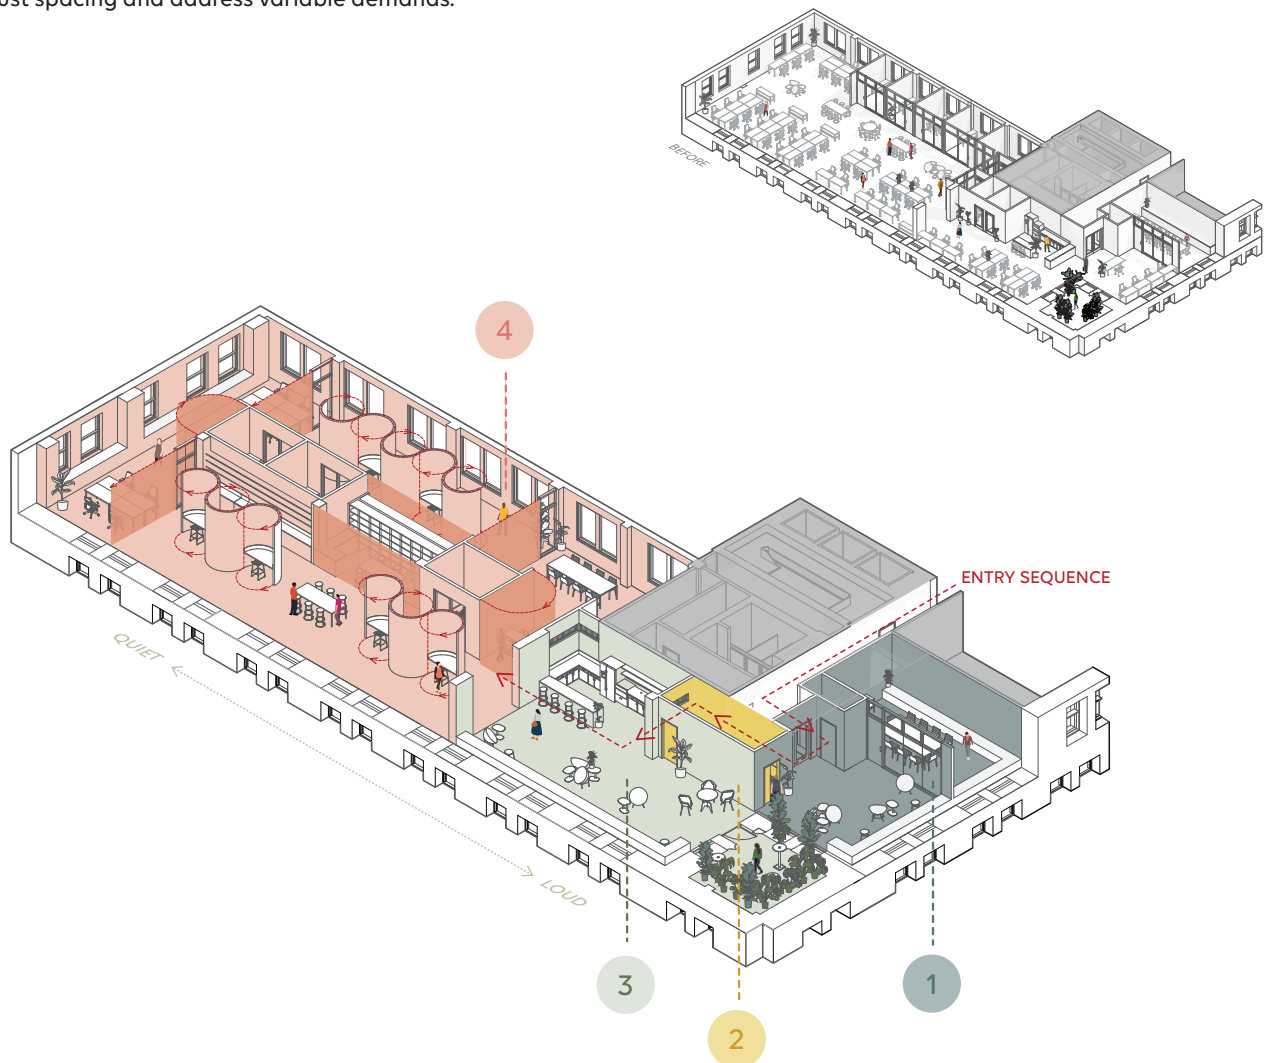 ust spacing and address variable demands.
BEFORE
4
ENTRY SEQUENCE
QUIET
LOUD
3
1
2